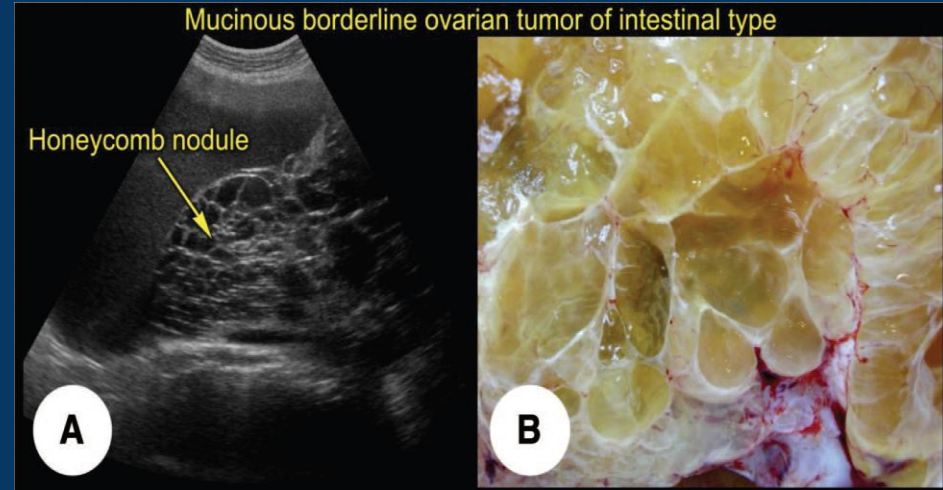 Mucinous borderline ovarian tumor of intestinal type
Honeycomb nodule
A
B